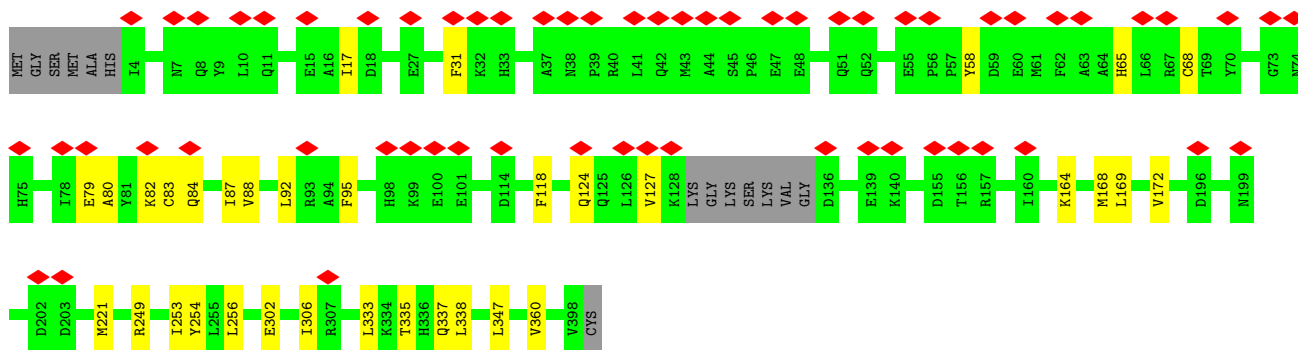 MET GLY SER MET ALA HIS I4 N7 Q8 Y9 L10 Q11 E15 A16 I17 D18 E27 F31 K32 H33 A37 N38 P39 R40 L41 Q42 M43 A44 S45 P46 E47 E48 Q51 Q52 E55 P56 P57 Y58 D59 E60 M61 F62 A63 A64 H65 L66 R67 C68 T69 Y70 G73 N74
H75 I78 E79 A80 Y81 K82 C83 Q84 I87 V88 L92 R93 A94 F95 H98 K99 E100 E101 D114 F118 Q124 Q125 L126 V127 K128 LYS GLY LYS SER LYS VAL GLY D136 E139 K140 D155 T156 R157 I160 K164 M168 L169 V172 D196 N199
D202 D203 M221 R249 I253 Y254 L255 L256 E302 I306 R307 L333 K334 T335 H336 Q337 L338 L347 V360 V398 CYS